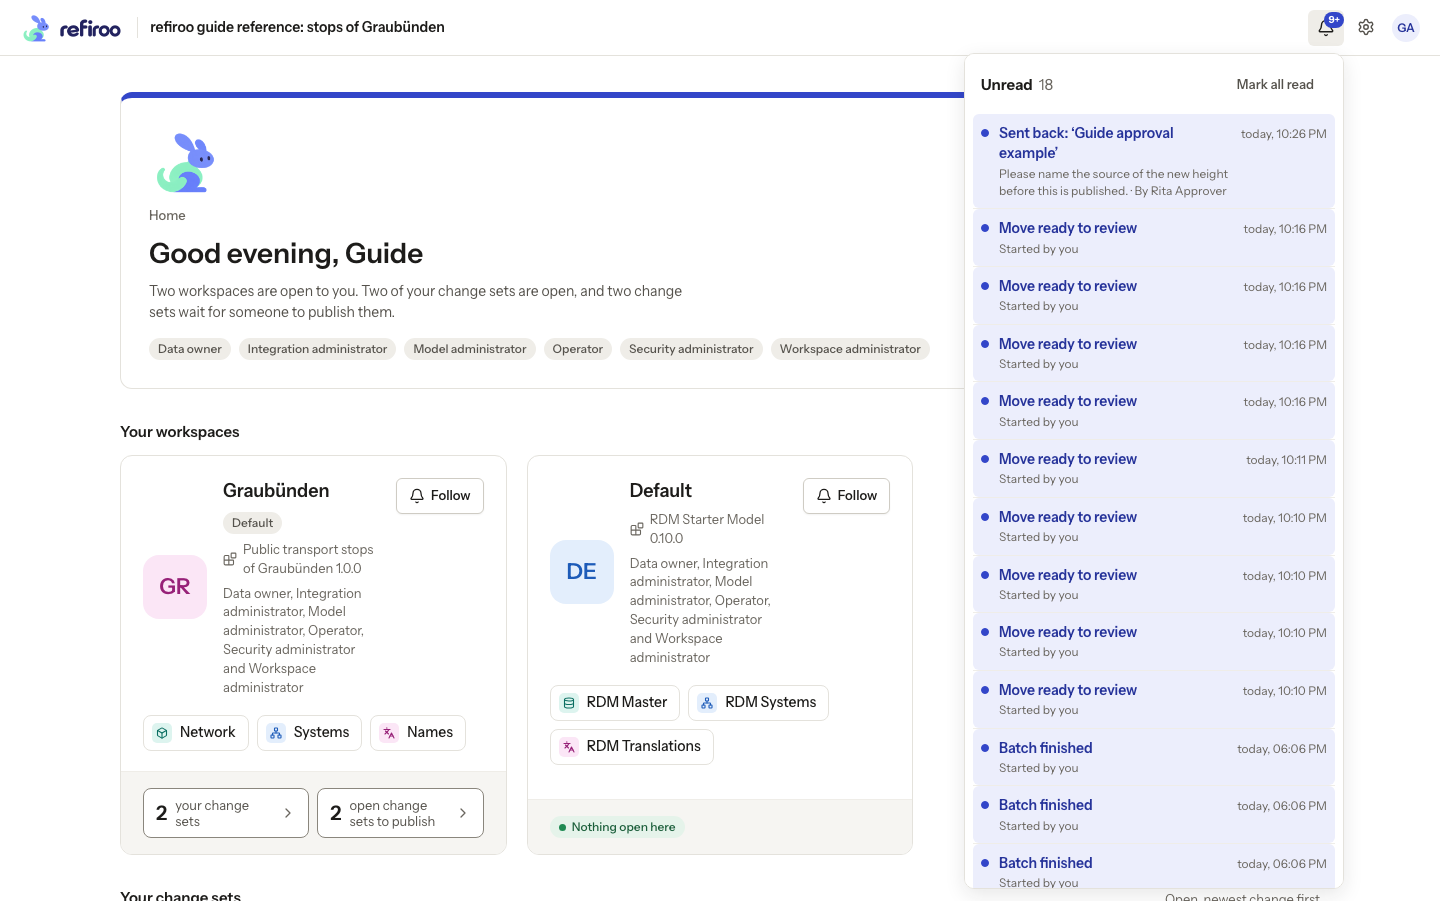 refiroo
refiroo guide reference: stops of Graubünden
9+
GA
Home
Good evening, Guide
Two workspaces are open to you. Two of your change sets are open, and two change
sets wait for someone to publish them.
Data owner
Integration administrator
Model administrator
Operator
Security administrator
Workspace administrator
Your workspaces
GR
Graubünden
Follow
Default
Public transport stops
of Graubünden 1.0.0
Data owner, Integration
administrator, Model
administrator, Operator,
Security administrator
and Workspace
administrator
Network
Systems
Names
2
your change
sets
2
open change
sets to publish
DE
Default
Follow
RDM Starter Model
0.10.0
Data owner, Integration
administrator, Model
administrator, Operator,
Security administrator
and Workspace
administrator
RDM Master
RDM Systems
RDM Translations
Nothing open here
Your change sets
Open, newest change first
Unread 18
Mark all read
Sent back: ‘Guide approval
example’
today, 10:26 PM
Please name the source of the new height
before this is published. · By Rita Approver
Move ready to review
today, 10:16 PM
Started by you
Move ready to review
today, 10:16 PM
Started by you
Move ready to review
today, 10:16 PM
Started by you
Move ready to review
today, 10:16 PM
Started by you
Move ready to review
today, 10:11 PM
Started by you
Move ready to review
today, 10:10 PM
Started by you
Move ready to review
today, 10:10 PM
Started by you
Move ready to review
today, 10:10 PM
Started by you
Move ready to review
today, 10:10 PM
Started by you
Batch finished
today, 06:06 PM
Started by you
Batch finished
today, 06:06 PM
Started by you
Batch finished
today, 06:06 PM
Started by you